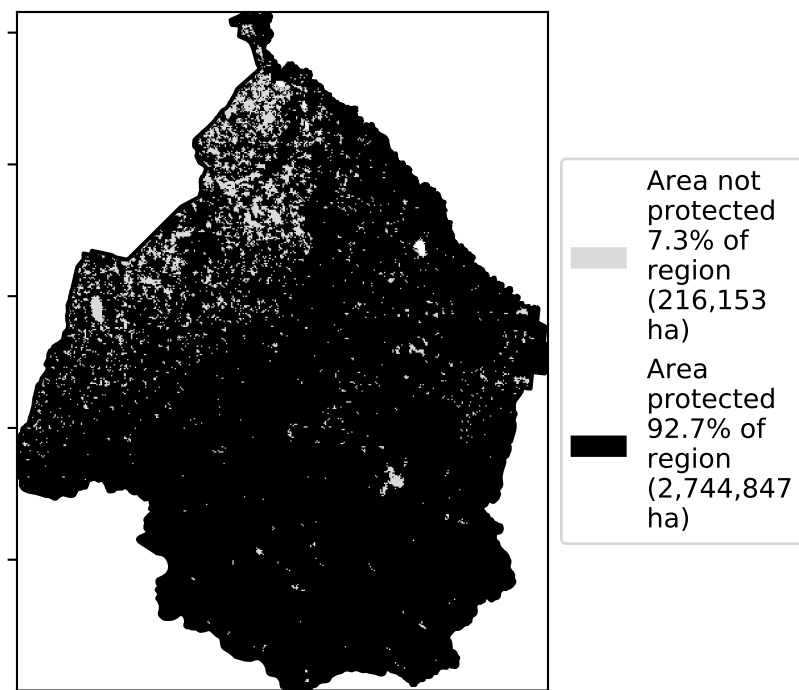 Area not
protected
7.3% of
region
(216,153
ha)
Area
protected
92.7% of
region
(2,744,847
ha)